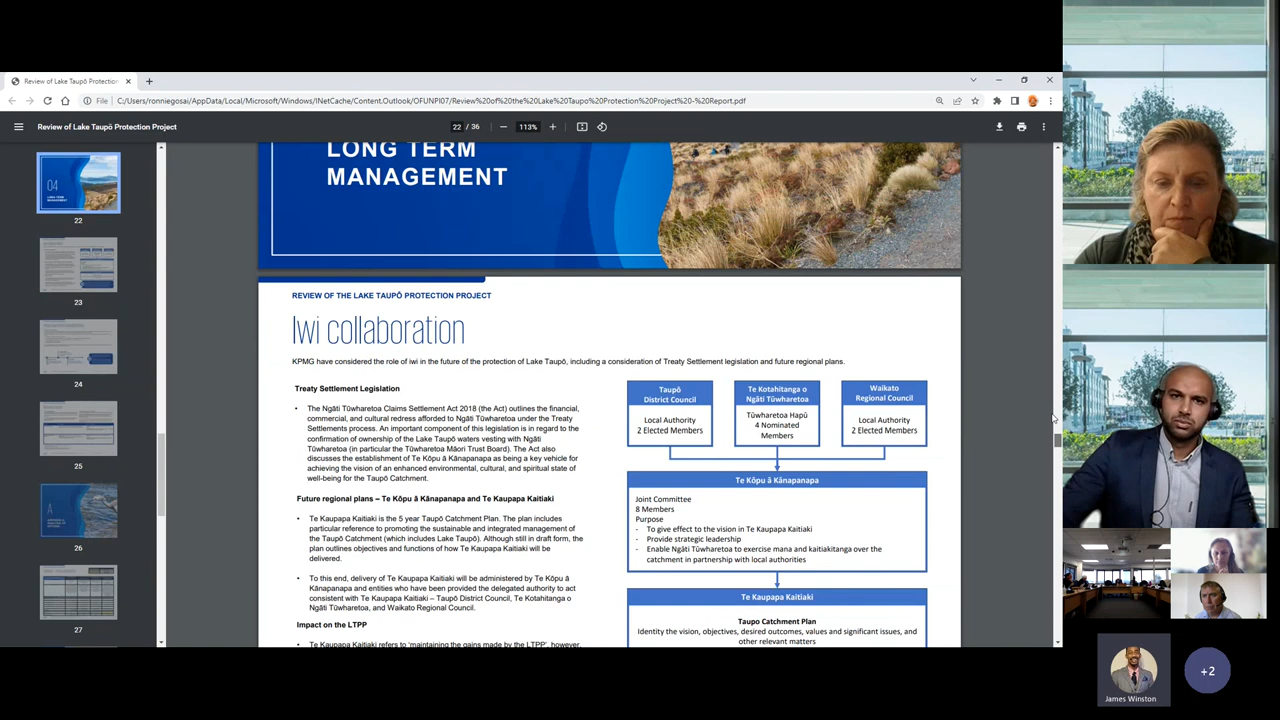 Review of Lake Taupō Protection
File
C:/Users/ronniegosai/AppData/Local/Microsoft/Windows/INetCache/Content.Outlook/OFUNPI07/Review%20of%20the%20Lake%20Taupo%20Protection%20Project%20-%20Report.pdf
Review of Lake Taupō Protection Project
22 / 36
113%
04
22
23
24
25
A
26
27
LONG TERM
MANAGEMENT
REVIEW OF THE LAKE TAUPŌ PROTECTION PROJECT
Iwi collaboration
KPMG have considered the role of iwi in the future of the protection of Lake Taupō, including a consideration of Treaty Settlement legislation and future regional plans.
Treaty Settlement Legislation
• The Ngāti Tūwharetoa Claims Settlement Act 2018 (the Act) outlines the financial,
commercial, and cultural redress afforded to Ngāti Tūwharetoa under the Treaty
Settlements process. An important component of this legislation is in regard to the
confirmation of ownership of the Lake Taupō waters vesting with Ngāti
Tūwharetoa (in particular the Tūwharetoa Māori Trust Board). The Act also
discusses the establishment of Te Kōpu ā Kānapanapa as being a key vehicle for
achieving the vision of an enhanced environmental, cultural, and spiritual state of
well-being for the Taupō Catchment.
Future regional plans – Te Kōpu ā Kānapanapa and Te Kaupapa Kaitiaki
• Te Kaupapa Kaitiaki is the 5 year Taupō Catchment Plan. The plan includes
particular reference to promoting the sustainable and integrated management of
the Taupō Catchment (which includes Lake Taupō). Although still in draft form, the
plan outlines objectives and functions of how Te Kaupapa Kaitiaki will be
delivered.
• To this end, delivery of Te Kaupapa Kaitiaki will be administered by Te Kōpu ā
Kānapanapa and entities who have been provided the delegated authority to act
consistent with Te Kaupapa Kaitiaki – Taupō District Council, Te Kotahitanga o
Ngāti Tūwharetoa, and Waikato Regional Council.
Impact on the LTPP
• Te Kaupapa Kaitiaki refers to 'maintaining the gains made by the LTPP', however,
Taupō
District Council
Local Authority
2 Elected Members
Te Kotahitanga o
Ngāti Tūwharetoa
Tūwharetoa Hapū
4 Nominated
Members
Waikato
Regional Council
Local Authority
2 Elected Members
Te Kōpu ā Kānapanapa
Joint Committee
8 Members
Purpose
- To give effect to the vision in Te Kaupapa Kaitiaki
- Provide strategic leadership
- Enable Ngāti Tūwharetoa to exercise mana and kaitiakitanga over the
catchment in partnership with local authorities
Te Kaupapa Kaitiaki
Taupo Catchment Plan
Identity the vision, objectives, desired outcomes, values and significant issues, and
other relevant matters
James Winston
+2